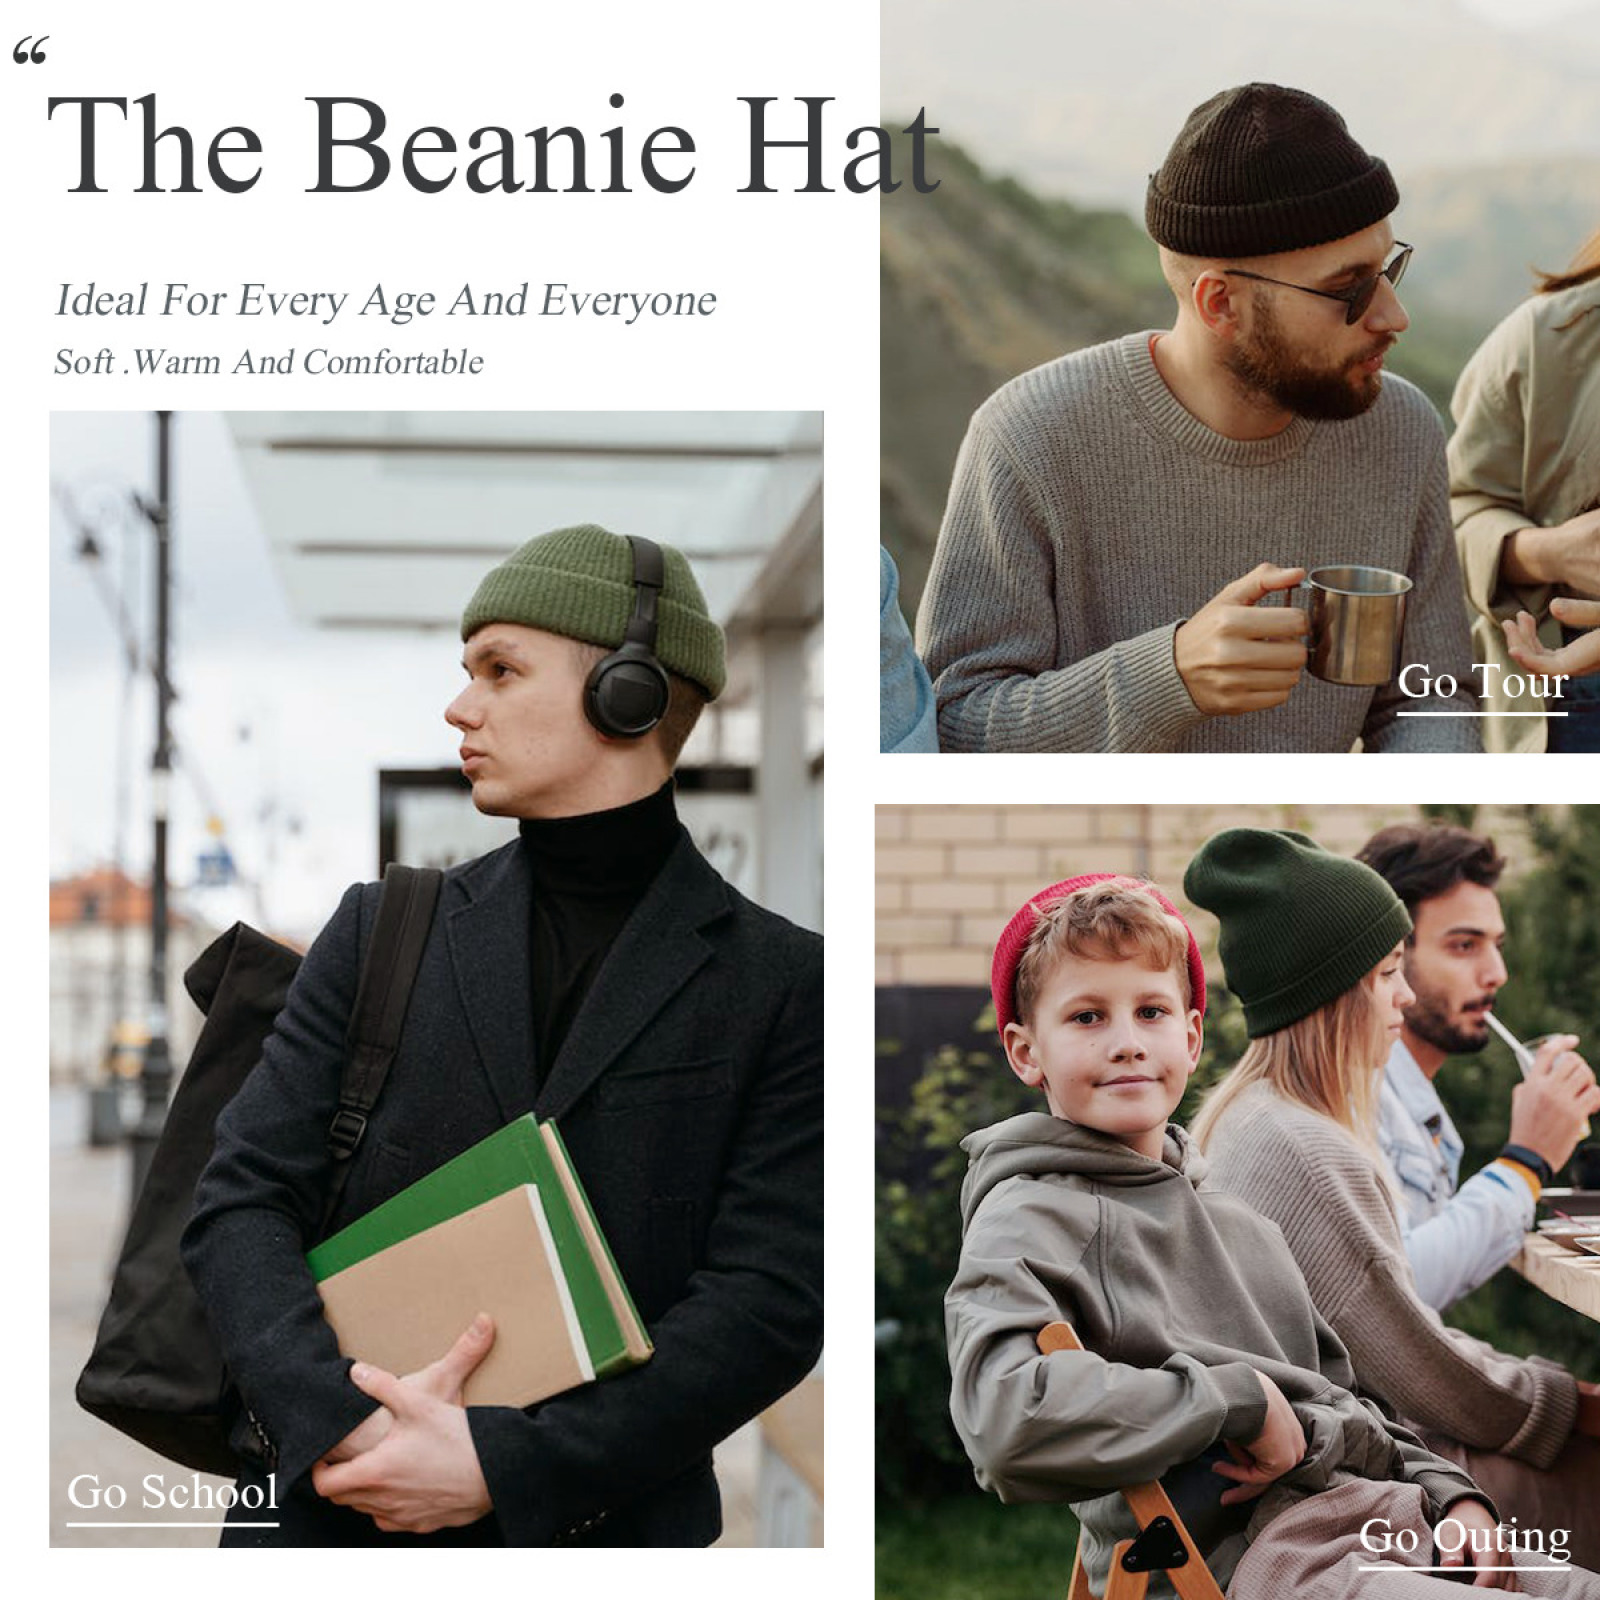 “
The Beanie Hat
Ideal For Every Age And Everyone
Soft .Warm And Comfortable
Go Tour
Go School
Go Outing